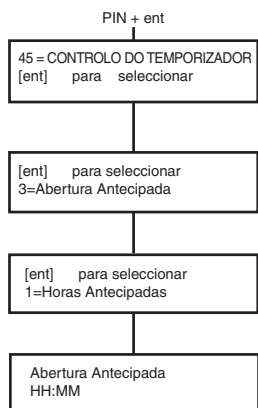 PIN + ent
45 = CONTROLO DO TEMPORIZADOR
[ent] para seleccionar
[ent] para seleccionar
3=Abertura Antecipada
[ent] para seleccionar
1=Horas Antecipadas
Abertura Antecipada
HH:MM